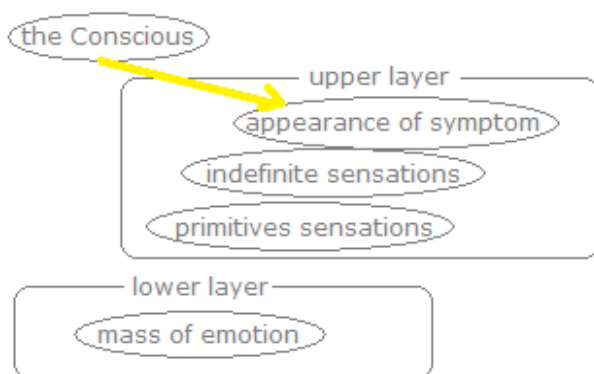 the Conscious
upper layer
appearance of symptom
indefinite sensations
primitives sensations
lower layer
mass of emotion